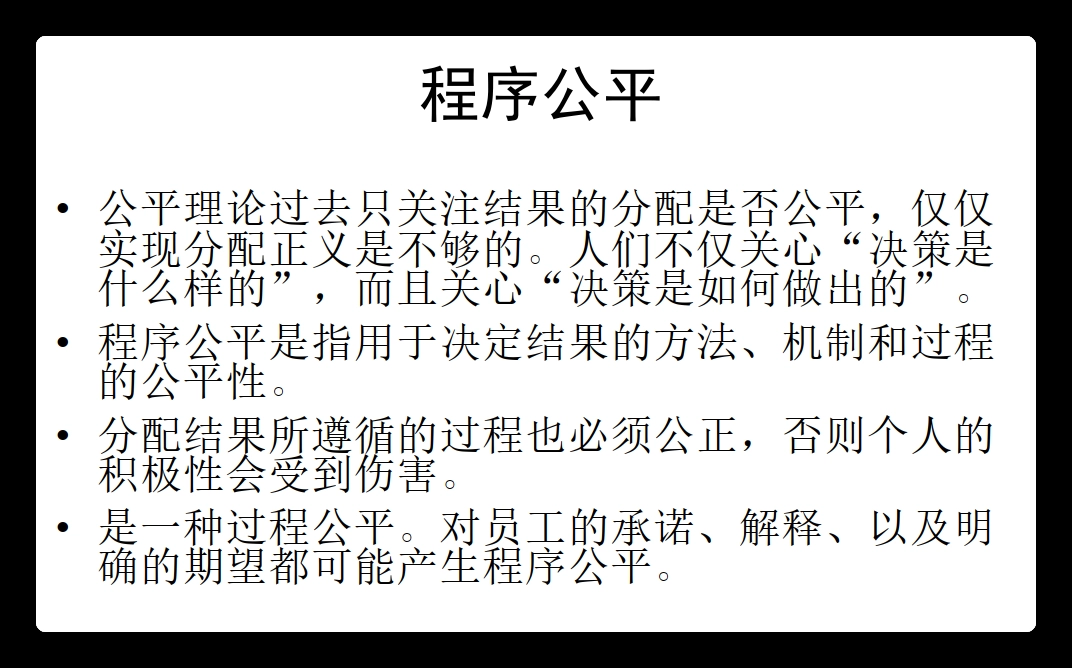 程序公平
• 公平理论过去只关注结果的分配是否公平，仅仅
实现分配正义是不够的。人们不仅关心“决策是
什么样的”，而且关心“决策是如何做出的”。
• 程序公平是指用于决定结果的方法、机制和过程
的公平性。
• 分配结果所遵循的过程也必须公正，否则个人的
积极性会受到伤害。
• 是一种过程公平。对员工的承诺、解释、以及明
确的期望都可能产生程序公平。